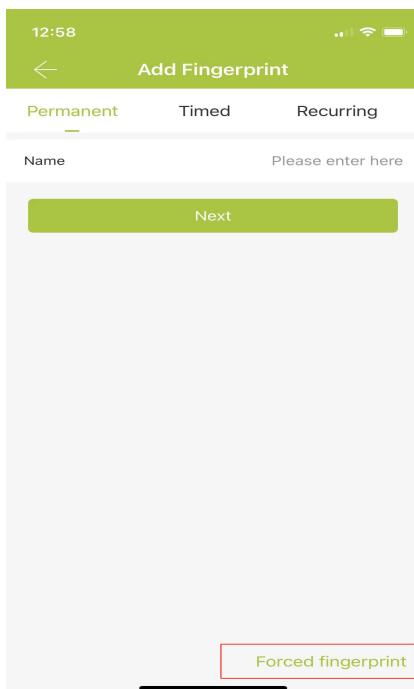 12:58
Add Fingerprint
Permanent Timed Recurring
Name Please enter here
Next
Forced fingerprint